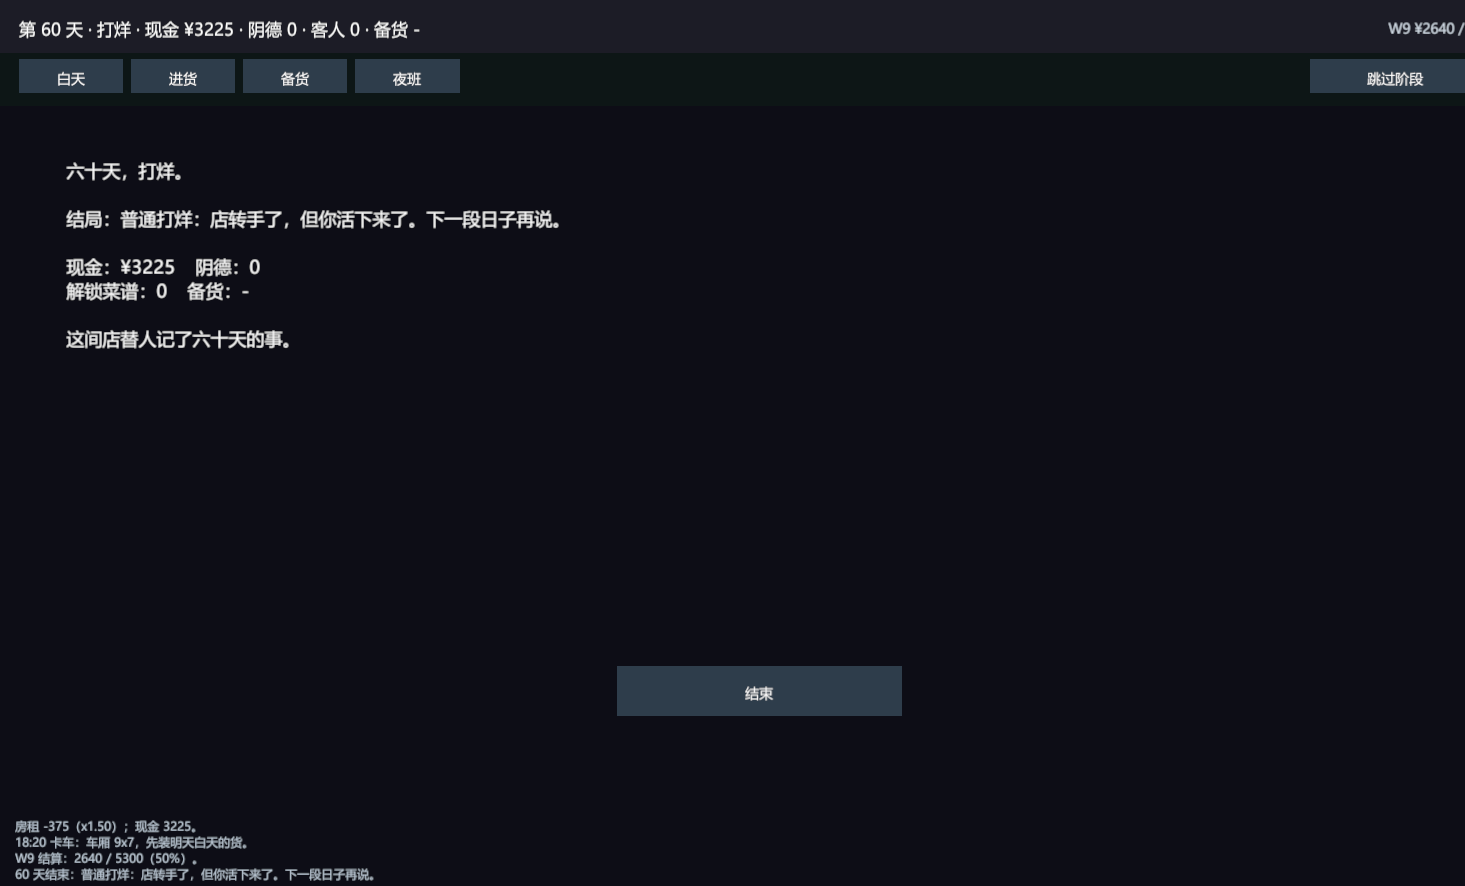 第 60 天 · 打烊 · 现金 ¥3225 · 阴德 0 · 客人 0 · 备货 -
W9 ¥2640 /
白天
进货
备货
夜班
跳过阶段
六十天，打烊。
结局：普通打烊：店转手了，但你活下来了。下一段日子再说。
现金：¥3225 阴德：0
解锁菜谱：0 备货：-
这间店替人记了六十天的事。
结束
房租 -375（x1.50）；现金 3225。
18:20 卡车：车厢 9x7，先装明天白天的货。
W9 结算：2640 / 5300（50%）。
60 天结束：普通打烊：店转手了，但你活下来了。下一段日子再说。